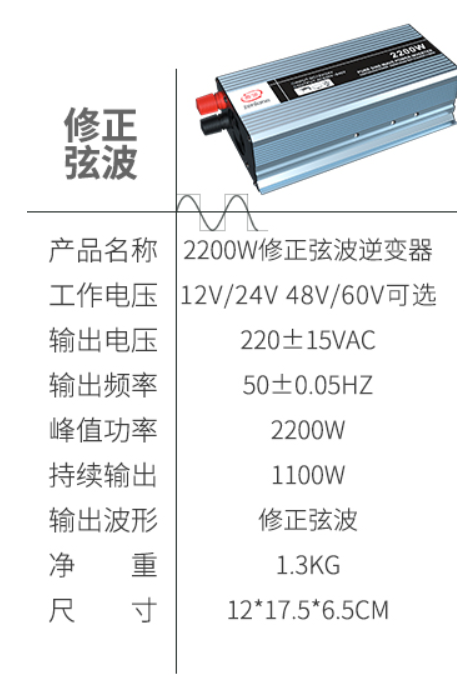 2200W
修正
弦波
产品名称 2200W修正弦波逆变器
工作电压 12V/24V 48V/60V可选
输出电压 220±15VAC
输出频率 50±0.05HZ
峰值功率 2200W
持续输出 1100W
输出波形 修正弦波
净 重 1.3KG
尺 寸 12*17.5*6.5CM